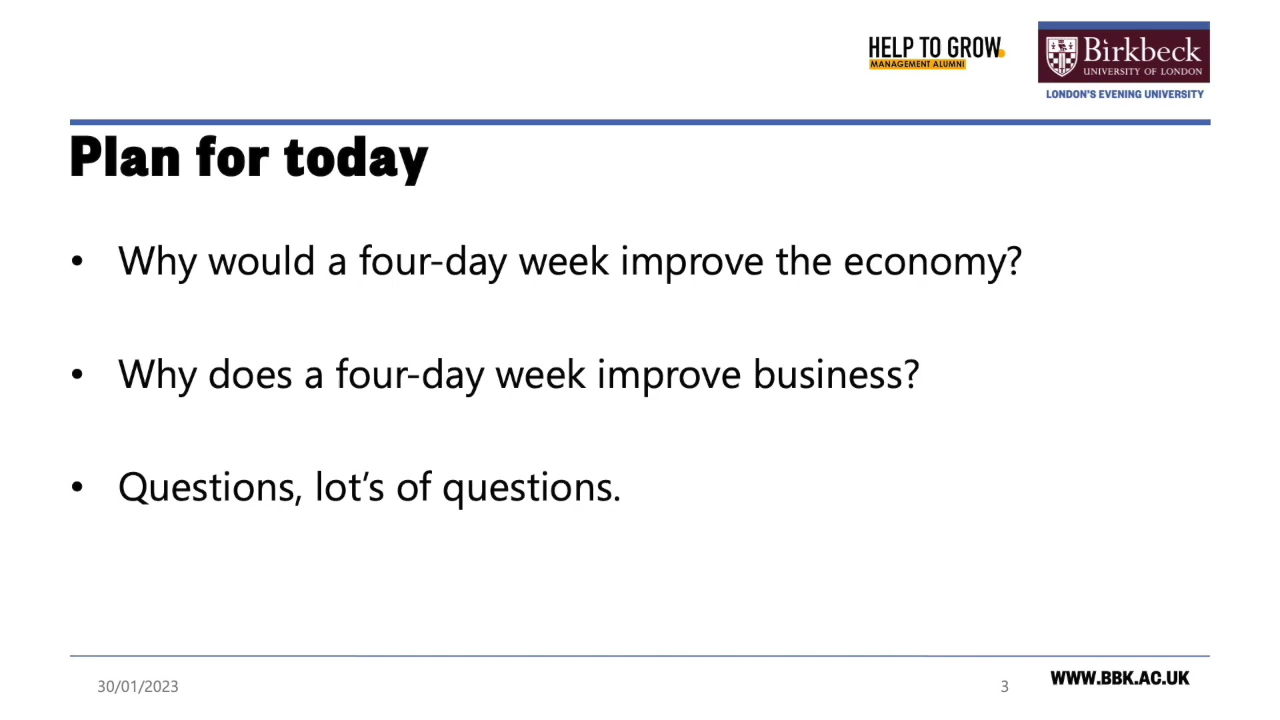 HELP TO GROW
MANAGEMENT ALUMNI
Birkbeck
UNIVERSITY OF LONDON
LONDON'S EVENING UNIVERSITY
Plan for today
• Why would a four-day week improve the economy?
• Why does a four-day week improve business?
• Questions, lot’s of questions.
30/01/2023
3
WWW.BBK.AC.UK